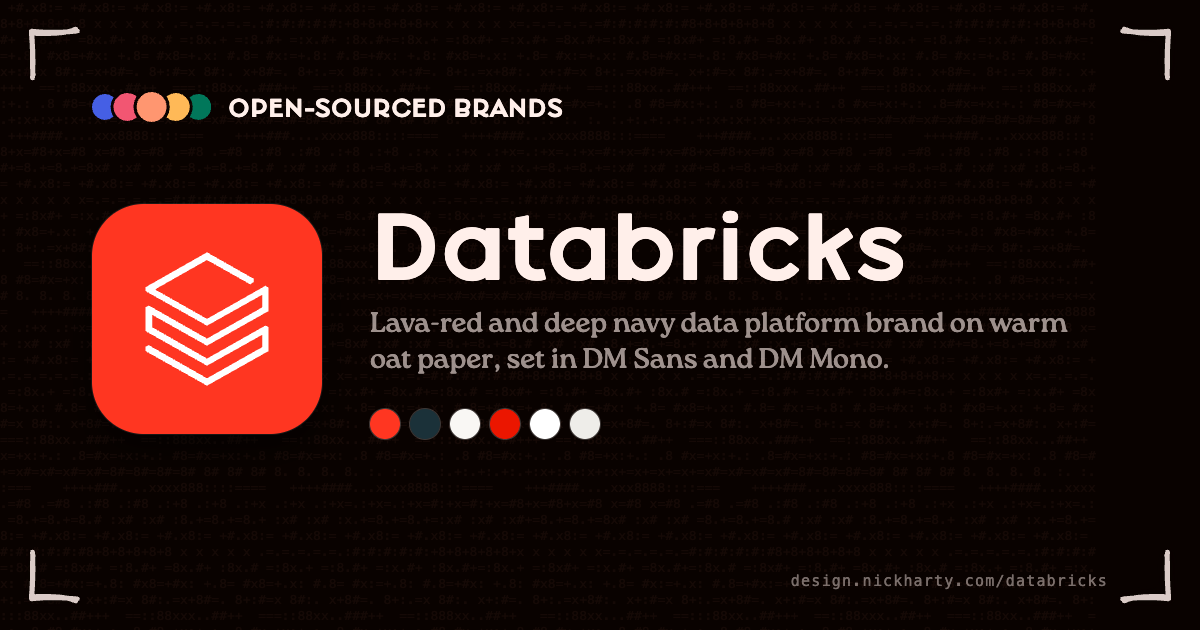 OPEN-SOURCED BRANDS
Databricks
Lava-red and deep navy data platform brand on warm
oat paper, set in DM Sans and DM Mono.
design.nickharty.com/databricks